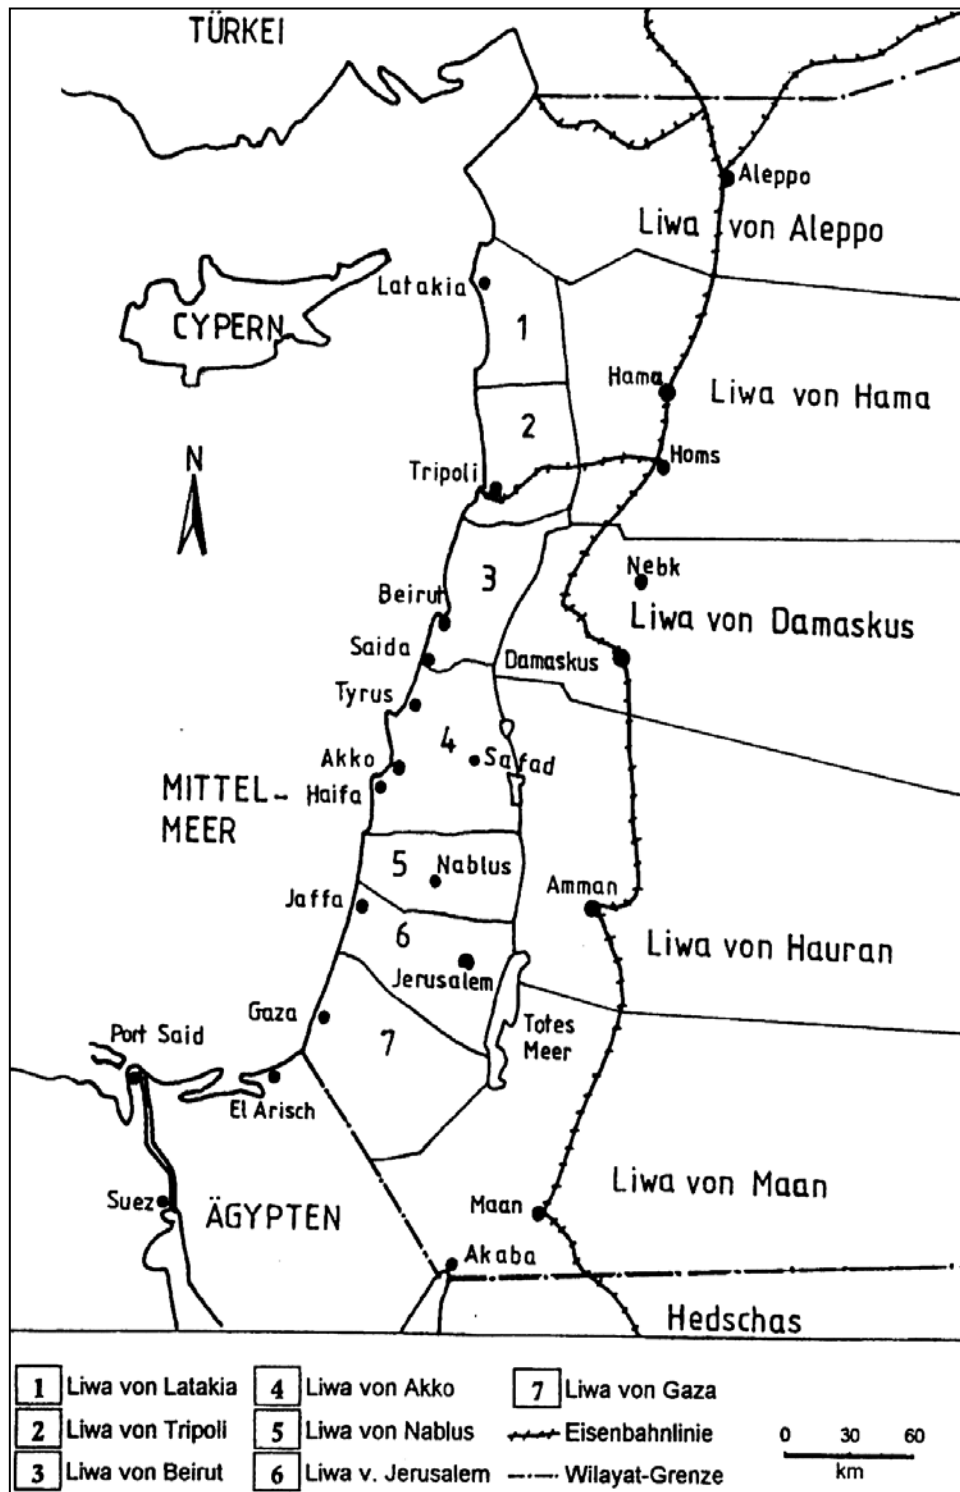 TÜRKEI
Aleppo
Liwa von Aleppo
Latakia
1
CYPERN
Hama
Liwa von Hama
2
N
Tripoli
Homs
3
Nebk
Beirut
Liwa von Damaskus
Saida
Damaskus
Tyrus
4
Safad
Akko
Haifa
MITTEL-
MEER
5
Nablus
Amman
Jaffa
6
Liwa von Hauran
Jerusalem
Gaza
7
Totes
Meer
Port Said
El Arisch
Suez
ÄGYPTEN
Liwa von Maan
Maan
Akaba
Hedschas
1 Liwa von Latakia
2 Liwa von Tripoli
3 Liwa von Beirut
4 Liwa von Akko
5 Liwa von Nablus
6 Liwa v. Jerusalem
7 Liwa von Gaza
Eisenbahnlinie
Wilayat-Grenze
0 30 60
km